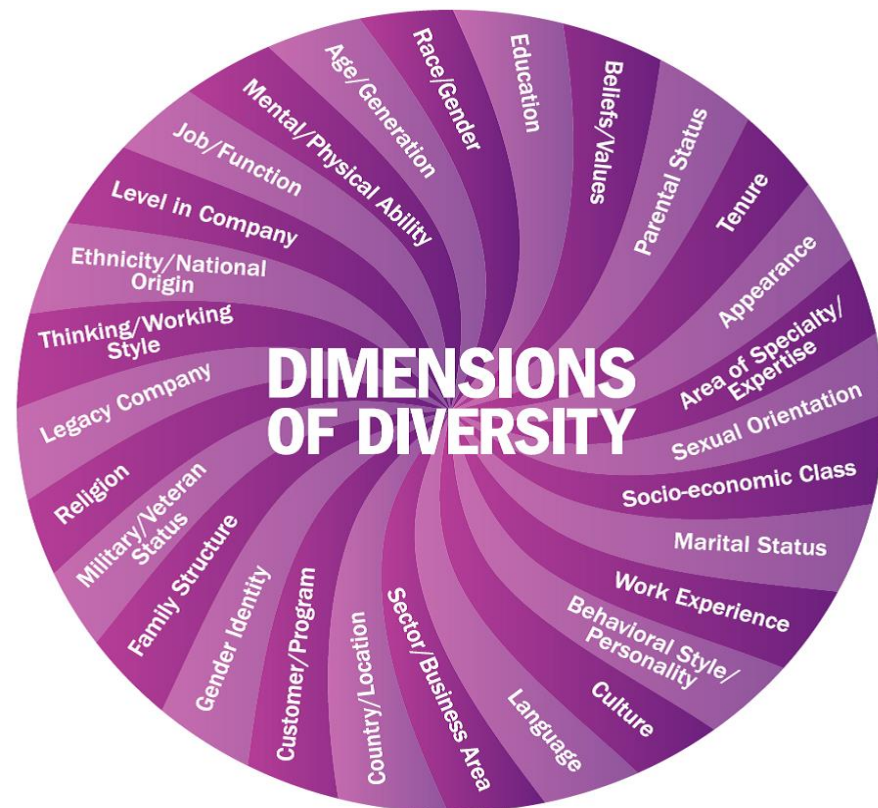 DIMENSIONS
OF DIVERSITY
Race/Gender
Education
Beliefs/Values
Parental Status
Tenure
Appearance
Area of Specialty/
Expertise
Sexual Orientation
Socio-economic Class
Marital Status
Work Experience
Behavioral Style/
Personality
Culture
Language
Sector/Business Area
Country/Location
Customer/Program
Gender Identity
Family Structure
Military/Veteran
Status
Religion
Legacy Company
Thinking/Working
Style
Ethnicity/National
Origin
Level in Company
Job/Function
Mental/Physical Ability
Age/Generation